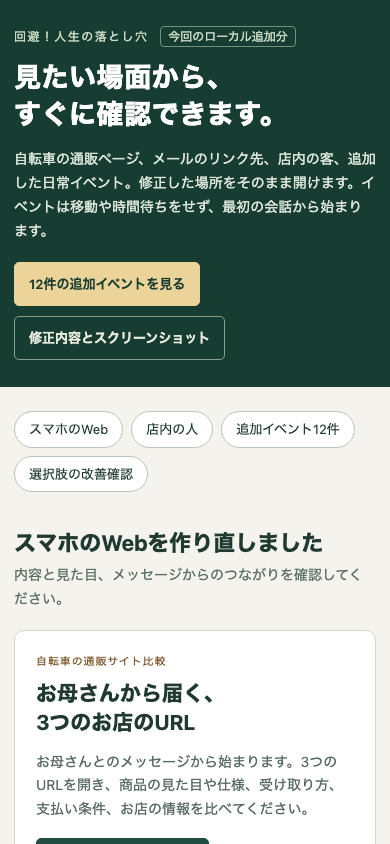 回避！人生の落とし穴 今回のローカル追加分
見たい場面から、
すぐに確認できます。
自転車の通販ページ、メールのリンク先、店内の客、追加
した日常イベント。修正した場所をそのまま開けます。イ
ベントは移動や時間待ちをせず、最初の会話から始まり
ます。
12件の追加イベントを見る
修正内容とスクリーンショット
スマホのWeb 店内の人 追加イベント12件
選択肢の改善確認
スマホのWebを作り直しました
内容と見た目、メッセージからのつながりを確認してく
ださい。
自転車の通販サイト比較
お母さんから届く、
3つのお店のURL
お母さんとのメッセージから始まります。3つの
URLを開き、商品の見た目や仕様、受け取り方、
支払い条件、お店の情報を比べてください。